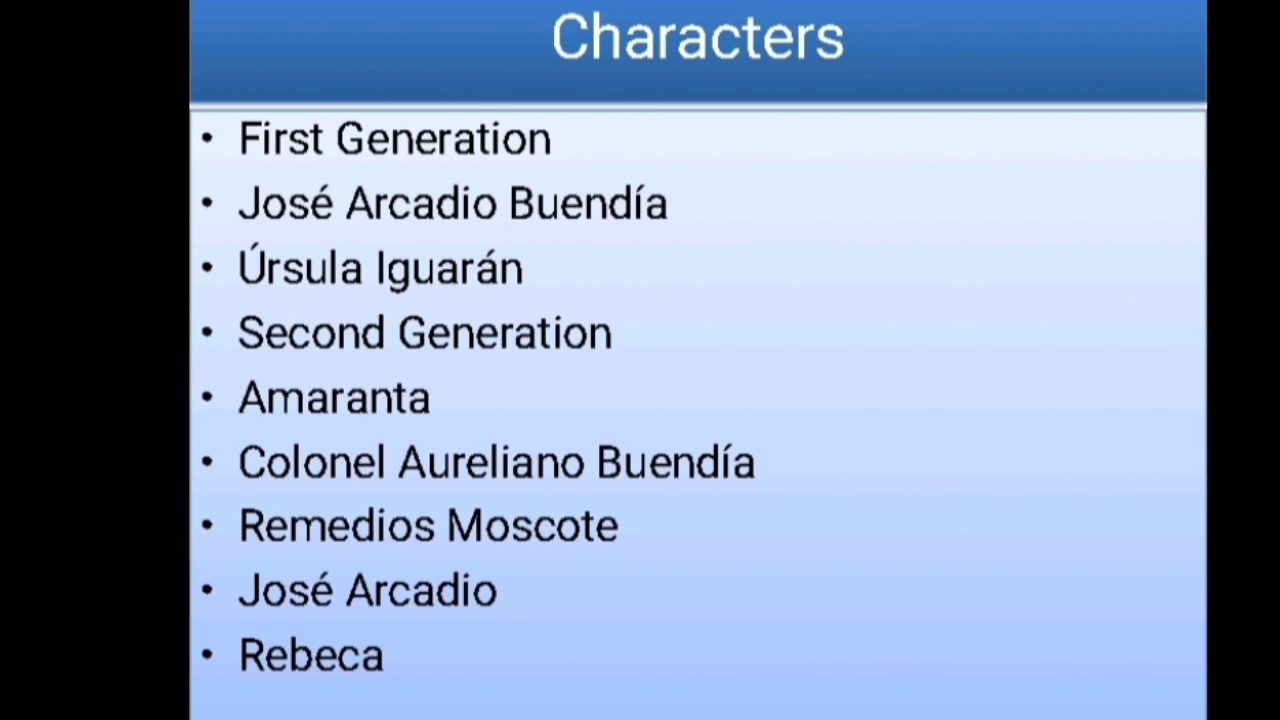 Characters
• First Generation
• José Arcadio Buendía
• Úrsula Iguarán
• Second Generation
• Amaranta
• Colonel Aureliano Buendía
• Remedios Moscote
• José Arcadio
• Rebeca